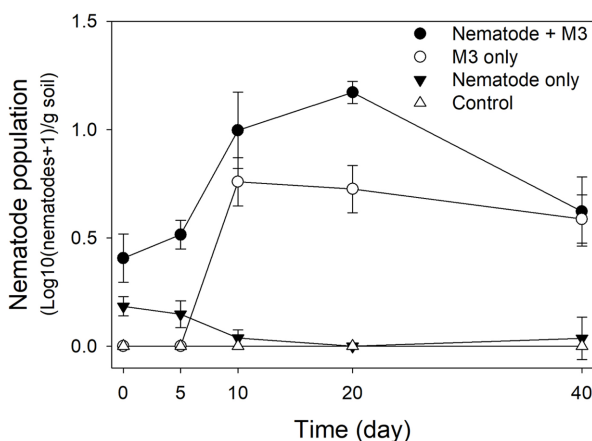 1.5
1.0
0.5
0.0
Nematode population
(Log10(nematodes+1)/g soil)
Nematode + M3
M3 only
Nematode only
Control
0 5 10 20 40
Time (day)